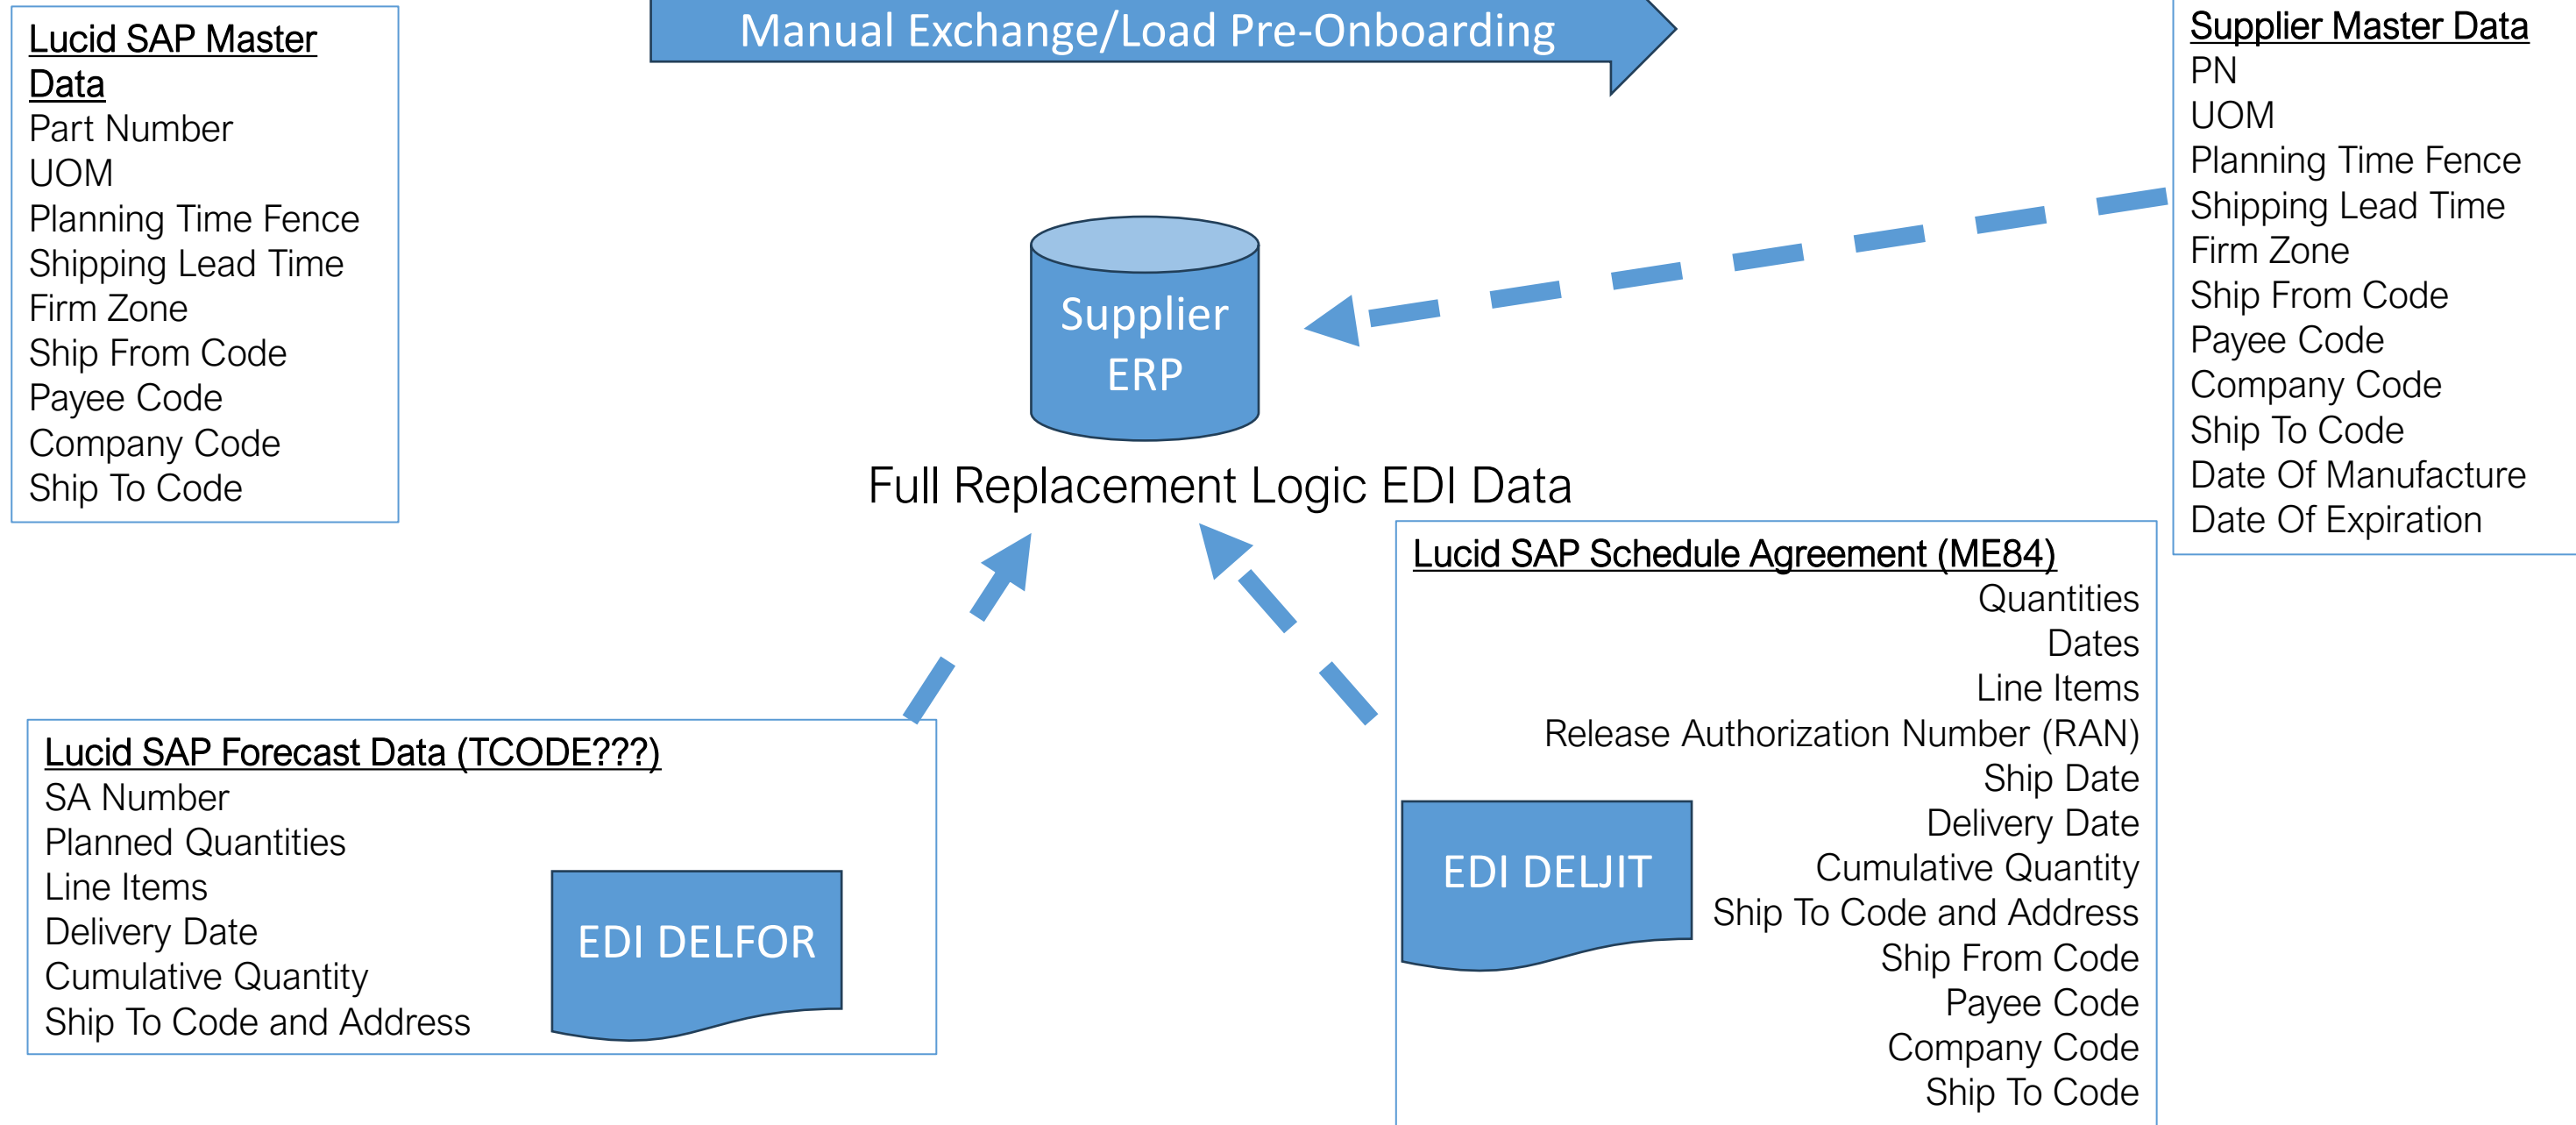 Lucid SAP Master
Data
Part Number
UOM
Planning Time Fence
Shipping Lead Time
Firm Zone
Ship From Code
Payee Code
Company Code
Ship To Code
Manual Exchange/Load Pre-Onboarding
Supplier Master Data
PN
UOM
Planning Time Fence
Shipping Lead Time
Firm Zone
Ship From Code
Payee Code
Company Code
Ship To Code
Date Of Manufacture
Date Of Expiration
Supplier
ERP
Full Replacement Logic EDI Data
Lucid SAP Forecast Data (TCODE???)
SA Number
Planned Quantities
Line Items
Delivery Date
Cumulative Quantity
Ship To Code and Address
EDI DELFOR
Lucid SAP Schedule Agreement (ME84)
Quantities
Dates
Line Items
Release Authorization Number (RAN)
Ship Date
Delivery Date
Cumulative Quantity
Ship To Code and Address
Ship From Code
Payee Code
Company Code
Ship To Code
EDI DELJIT